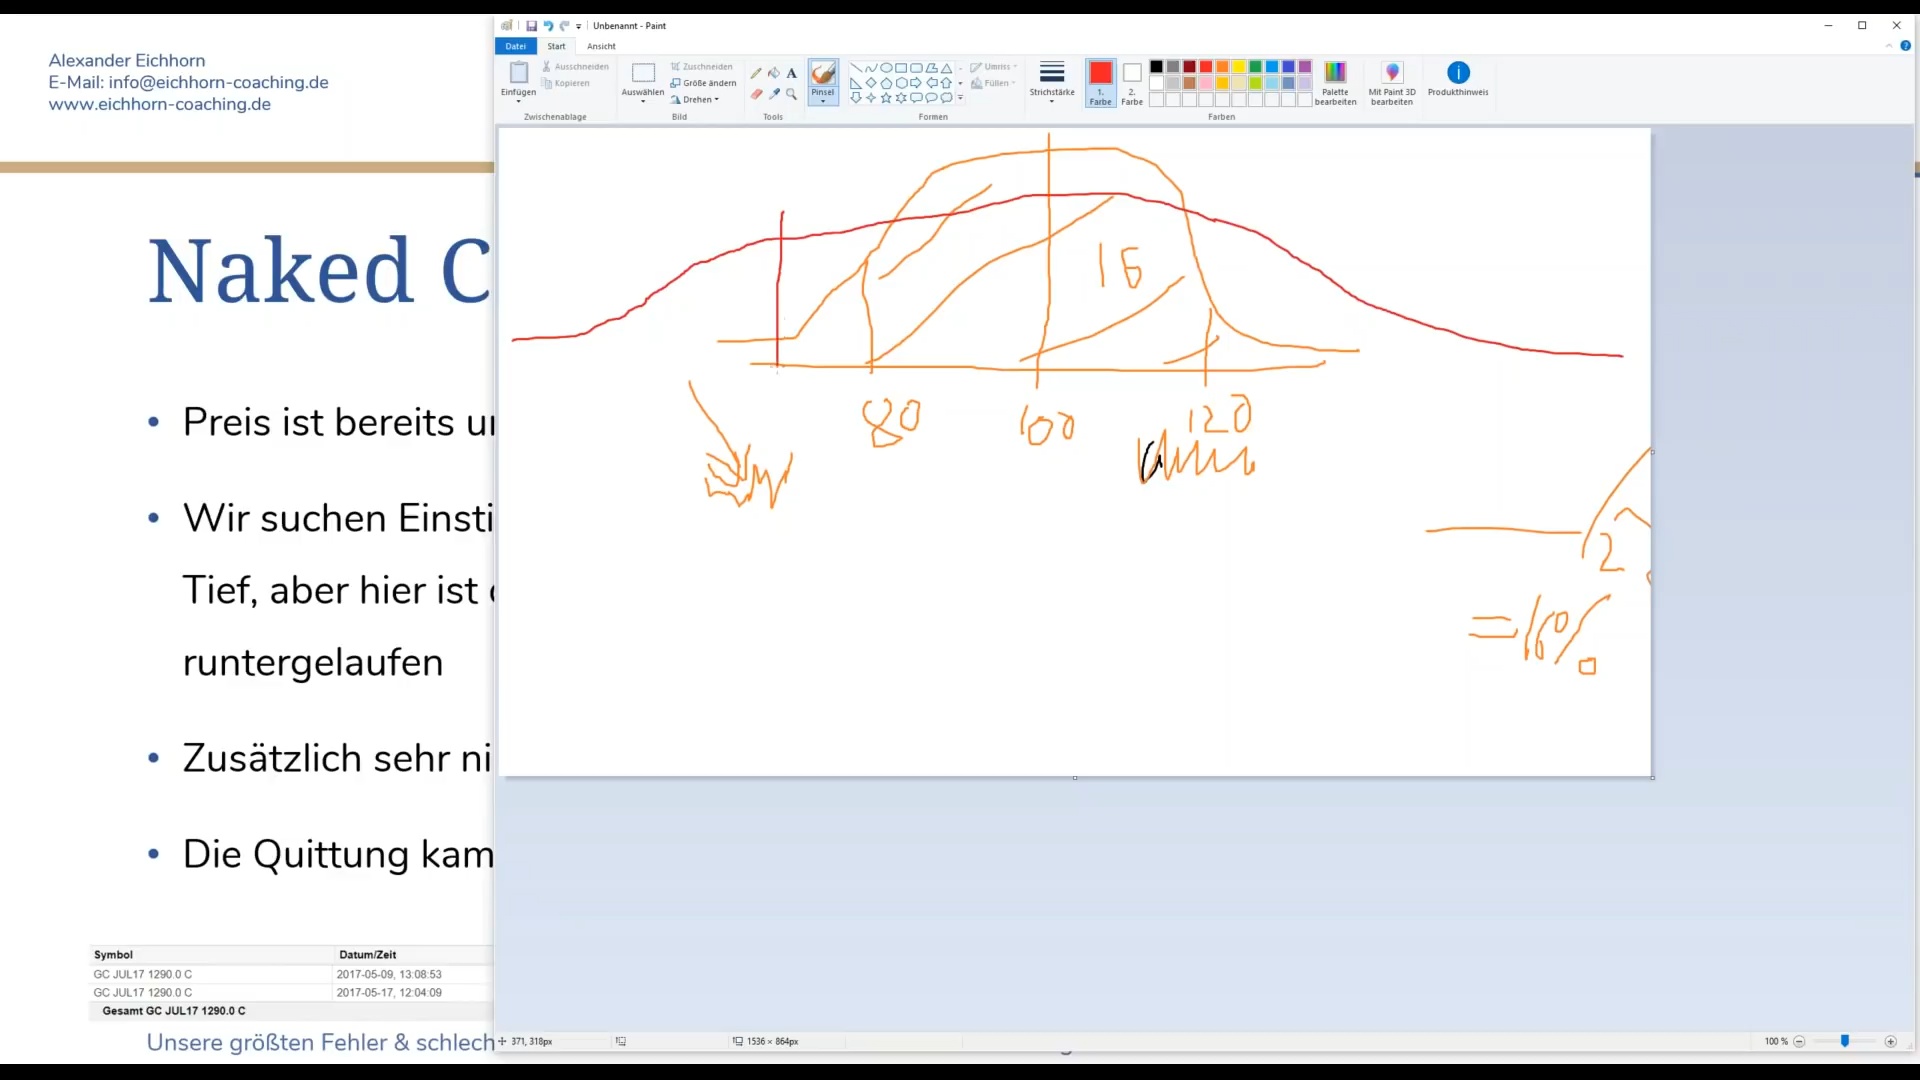 Alexander Eichhorn
E-Mail: info@eichhorn-coaching.de
www.eichhorn-coaching.de
Naked C
Preis ist bereits
Wir suchen Einsti
Tief, aber hier ist
runtergelaufen
Zusätzlich sehr ni
Die Quittung kam
Symbol Datum/Zeit
GC JUL17 1290.0 C 2017-05-09, 13:08:53
GC JUL17 1290.0 C 2017-05-17, 12:04:09
Gesamt GC JUL17 1290.0 C
Unsere größten Fehler & schlech
Unbenannt - Paint
Datei Start Ansicht
Einfügen
Ausschneiden
Kopieren
Zwischenablage
Auswählen
Zuschneiden
Größe ändern
Drehen
Bild
Tools
Pinsel
Umriss
Füllen
Formen
Strichstärke
1.
Farbe
2.
Farbe
Palette
bearbeiten
Farben
Mit Paint 3D
bearbeiten
Produkthinweis
16
80 100 120
2
=16%
371, 318px
1536 × 864px
100 %